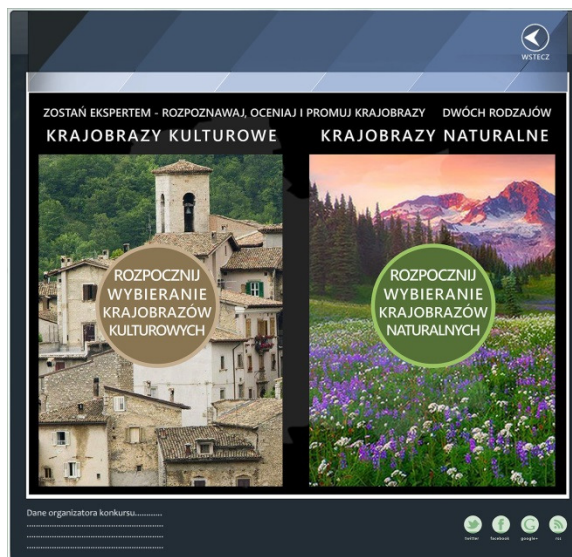 WSTECZ
ZOSTAŃ EKSPERTEM - ROZPOZNAWAJ, OCENIAJ I PROMUJ KRAJOBRAZY DWÓCH RODZAJÓW
KRAJOBRAZY KULTUROWE
KRAJOBRAZY NATURALNE
ROZPOCZNIJ
WYBIERANIE
KRAJOBRAZÓW
KULTUROWYCH
ROZPOCZNIJ
WYBIERANIE
KRAJOBRAZÓW
NATURALNYCH
Dane organizatora konkursu.............
......................................................
......................................................
......................................................
twitter facebook google+ rss